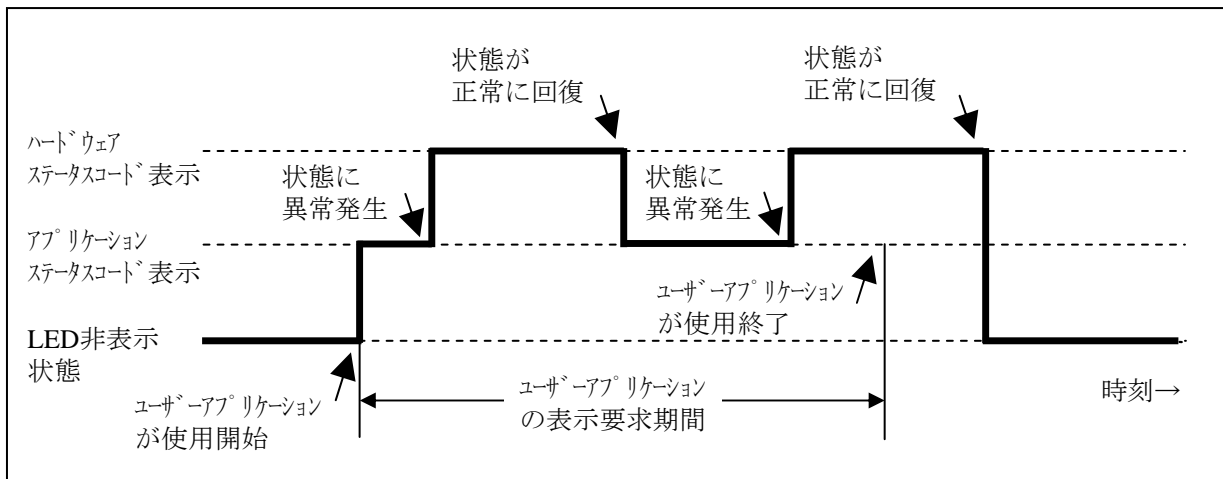 状態が
正常に回復
状態が
正常に回復
ﾊｰﾄﾞｳｪｱ
ｽﾃｰﾀｽｺｰﾄﾞ表示
状態に
異常発生
状態に
異常発生
ｱﾌﾟﾘｹｰｼｮﾝ
ｽﾃｰﾀｽｺｰﾄﾞ表示
ﾕｰｻﾞｰｱﾌﾟﾘｹｰｼｮﾝ
が使用終了
LED非表示
状態
ﾕｰｻﾞｰｱﾌﾟﾘｹｰｼｮﾝ
が使用開始
ﾕｰｻﾞｰｱﾌﾟﾘｹｰｼｮﾝ
の表示要求期間
時刻→